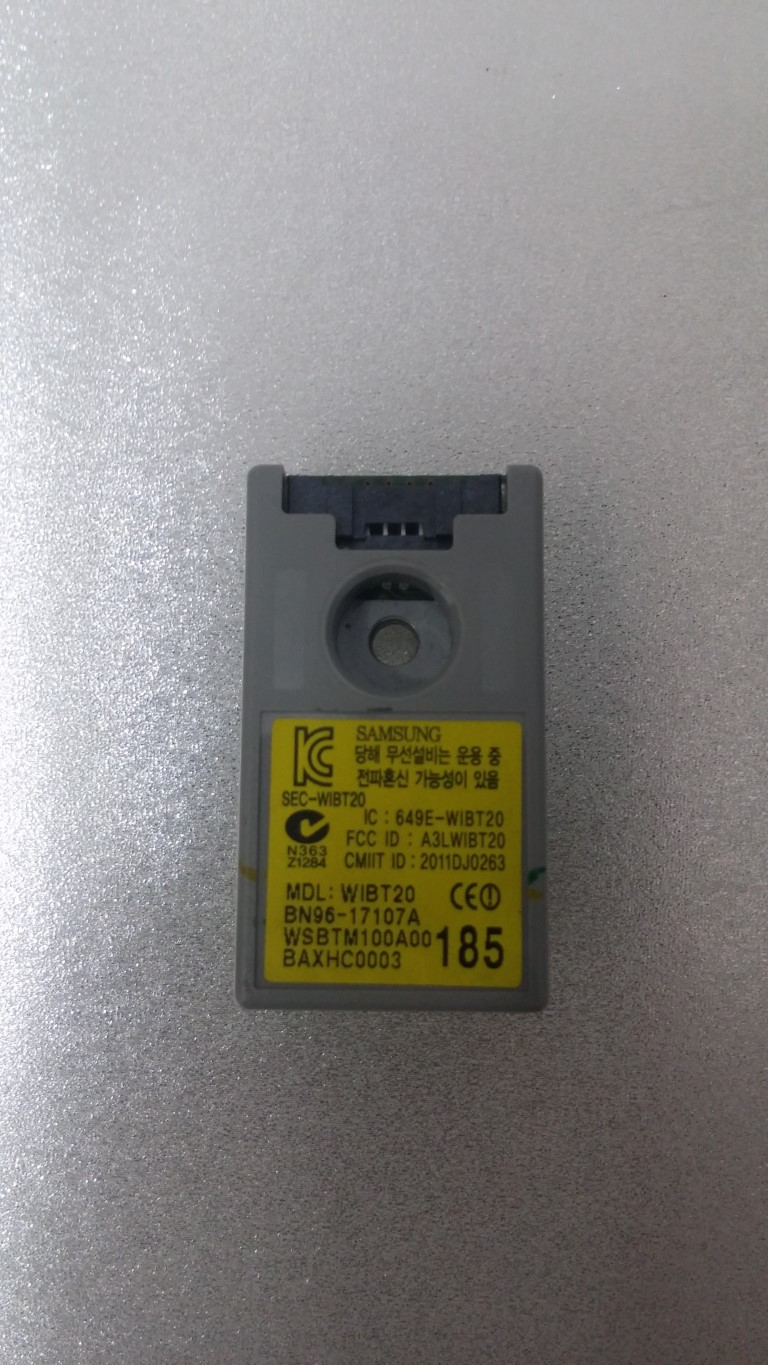 SAMSUNG
당해 무선설비는 운용 중
전파혼신 가능성이 있음
SEC-WIBT20
IC : 649E-WIBT20
FCC ID : A3LWIBT20
N363
Z1284
CMIIT ID : 2011DJ0263
MDL: WIBT20
CE
BN96-17107A
WSBTM100A00
185
BAXHC0003